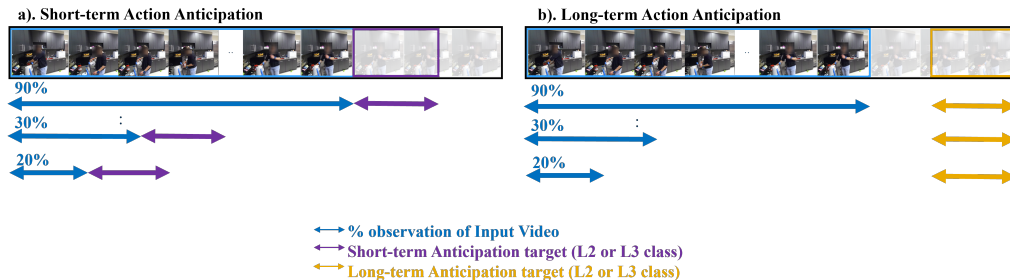 a). Short-term Action Anticipation
b). Long-term Action Anticipation
..
..
90%
90%
:
:
30%
30%
20%
20%
% observation of Input Video
Short-term Anticipation target (L2 or L3 class)
Long-term Anticipation target (L2 or L3 class)